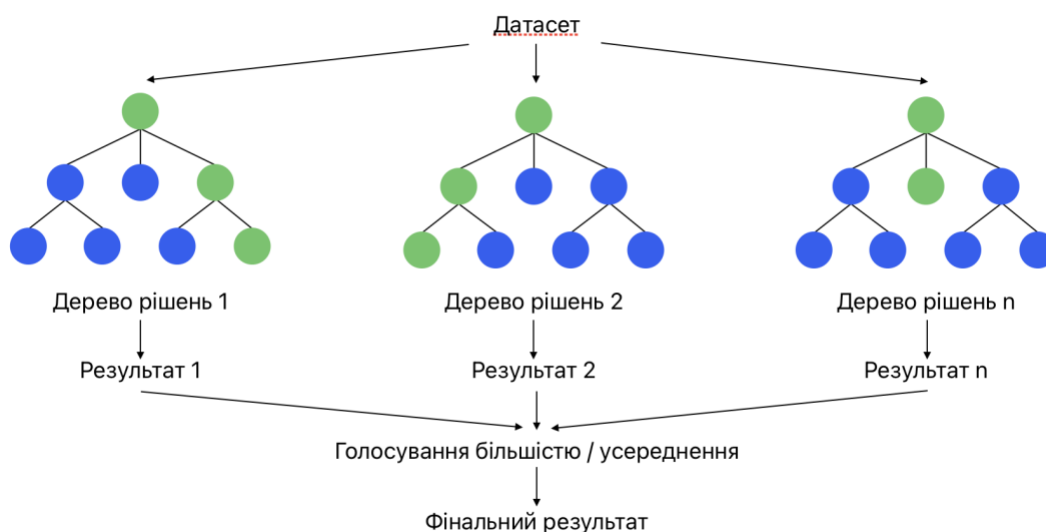 Датасет
Дерево рішень 1
Дерево рішень 2
Дерево рішень n
Результат 1
Результат 2
Результат n
Голосування більшістю / усереднення
Фінальний результат